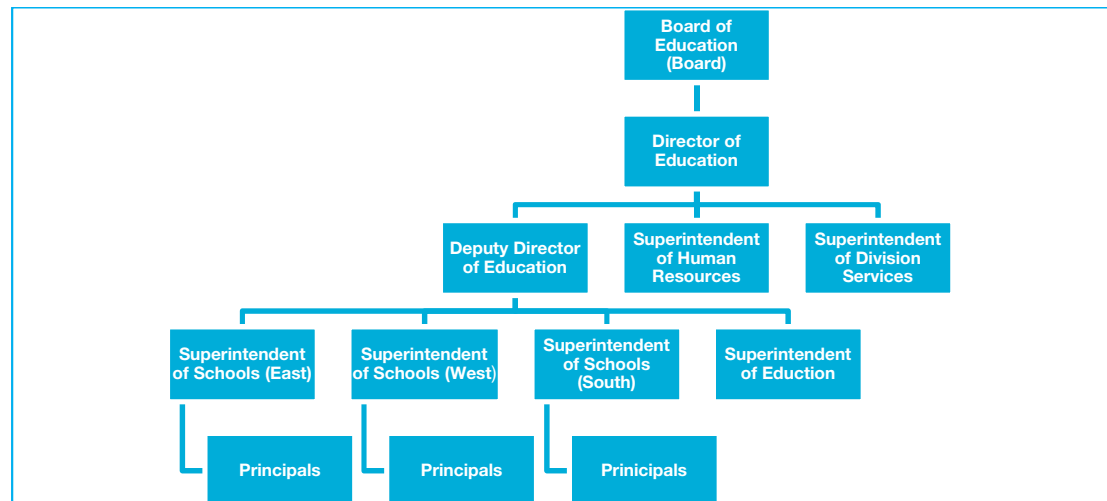 Board of
Education
(Board)
Director of
Education
Deputy Director
of Education
Superintendent
of Human
Resources
Superintendent
of Division
Services
Superintendent
of Schools (East)
Superintendent
of Schools (West)
Superintendent
of Schools
(South)
Superintendent
of Eduction
Principals
Principals
Prinicipals